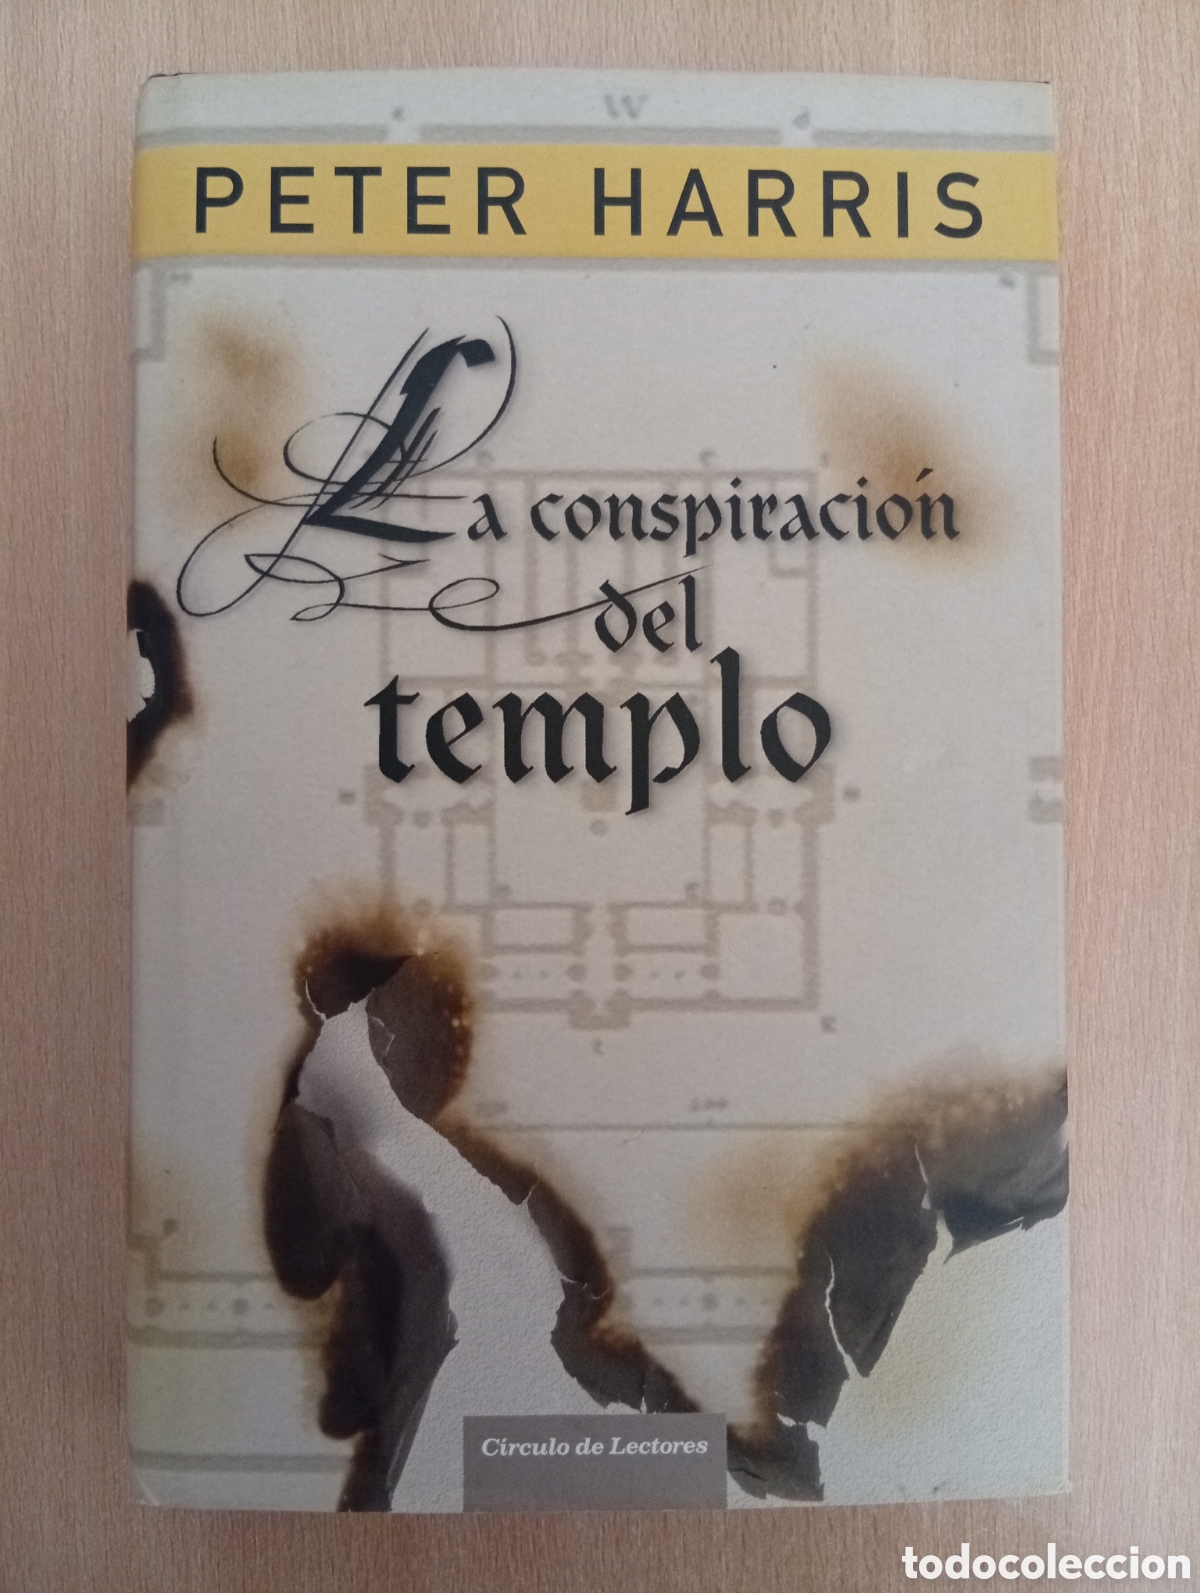 W
PETER HARRIS
La conspiración
del
templo
Círculo de Lectores
todocoleccion